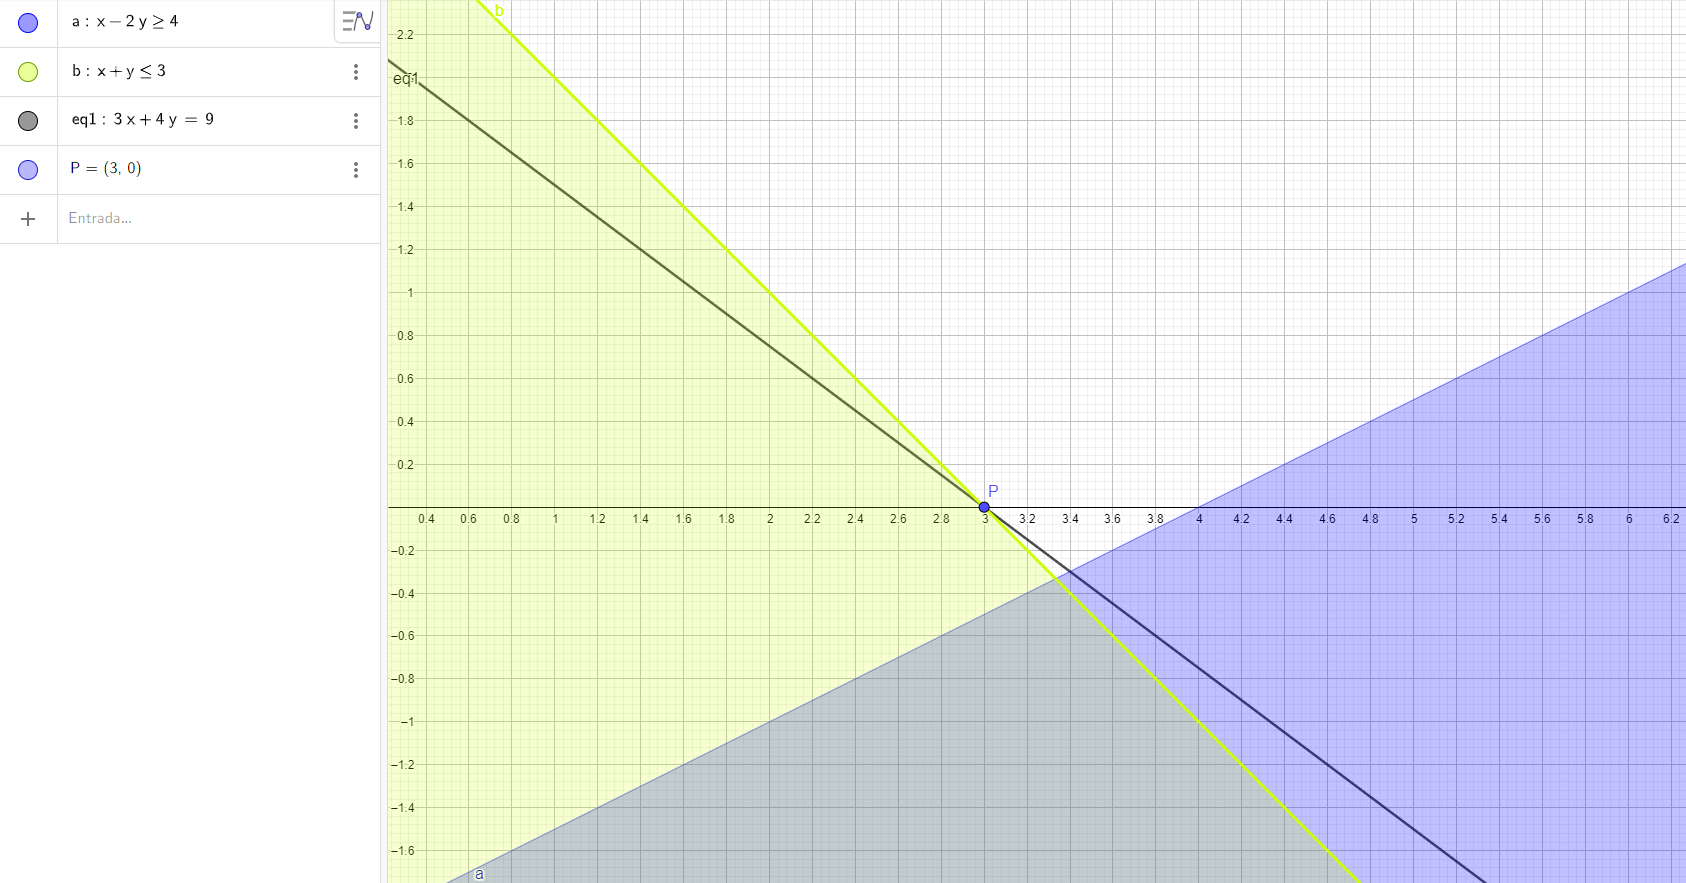 a : x − 2 y ≥ 4
b : x + y ≤ 3
eq1 : 3 x + 4 y = 9
P = (3, 0)
Entrada...
b
2.2
eq1
1.8
1.6
1.4
1.2
1
0.8
0.6
0.4
0.2
P
0.4 0.6 0.8 1 1.2 1.4 1.6 1.8 2 2.2 2.4 2.6 2.8 3 3.2 3.4 3.6 3.8 4 4.2 4.4 4.6 4.8 5 5.2 5.4 5.6 5.8 6 6.2
−0.2
−0.4
−0.6
−0.8
−1
−1.2
−1.4
−1.6
a